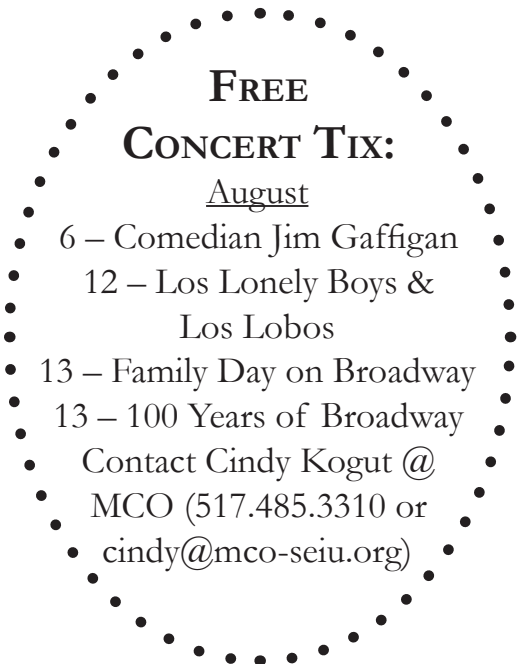 Free
Concert Tix:
August
6 – Comedian Jim Gaffigan
12 – Los Lonely Boys &
Los Lobos
13 – Family Day on Broadway
13 – 100 Years of Broadway
Contact Cindy Kogut @
MCO (517.485.3310 or
cindy@mco-seiu.org)